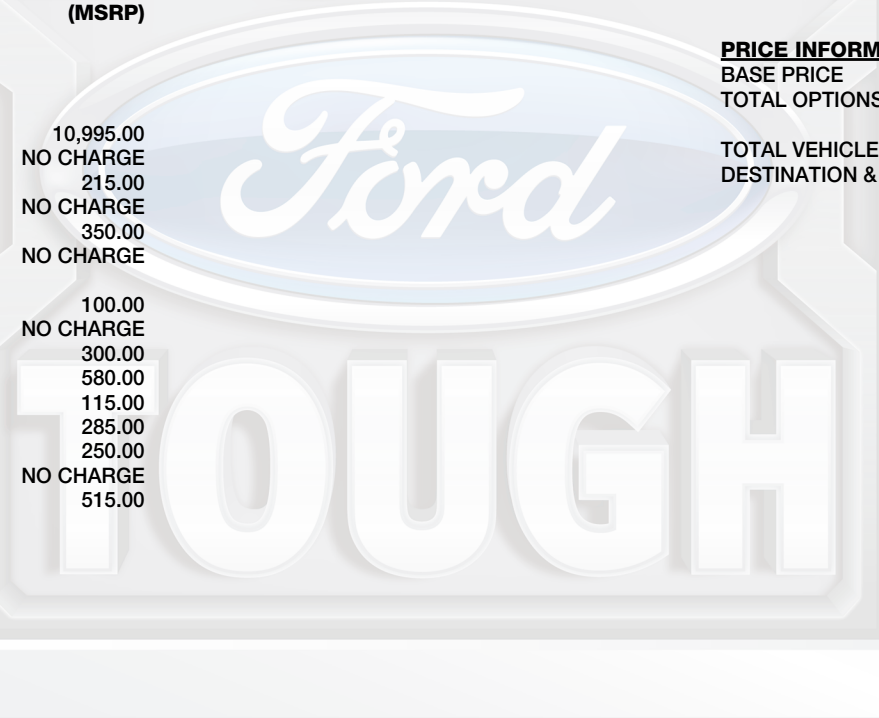 (MSRP)
10,995.00
NO CHARGE
215.00
NO CHARGE
350.00
NO CHARGE
100.00
NO CHARGE
300.00
580.00
115.00
285.00
250.00
NO CHARGE
515.00
PRICE INFORM
BASE PRICE
TOTAL OPTIONS
TOTAL VEHICLE
DESTINATION &
Ford
TOUGH